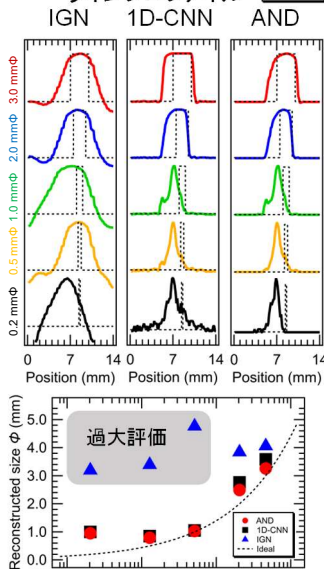 IGN 1D-CNN AND
3.0 mmΦ
2.0 mmΦ
1.0 mmΦ
0.5 mmΦ
0.2 mmΦ
0 7 14 0 7 14 0 7 14
Position (mm) Position (mm) Position (mm)
Reconstructed size Φ (mm)
5.0
4.0
3.0
2.0
1.0
0.0
過大評価
AND
1D-CNN
IGN
Ideal